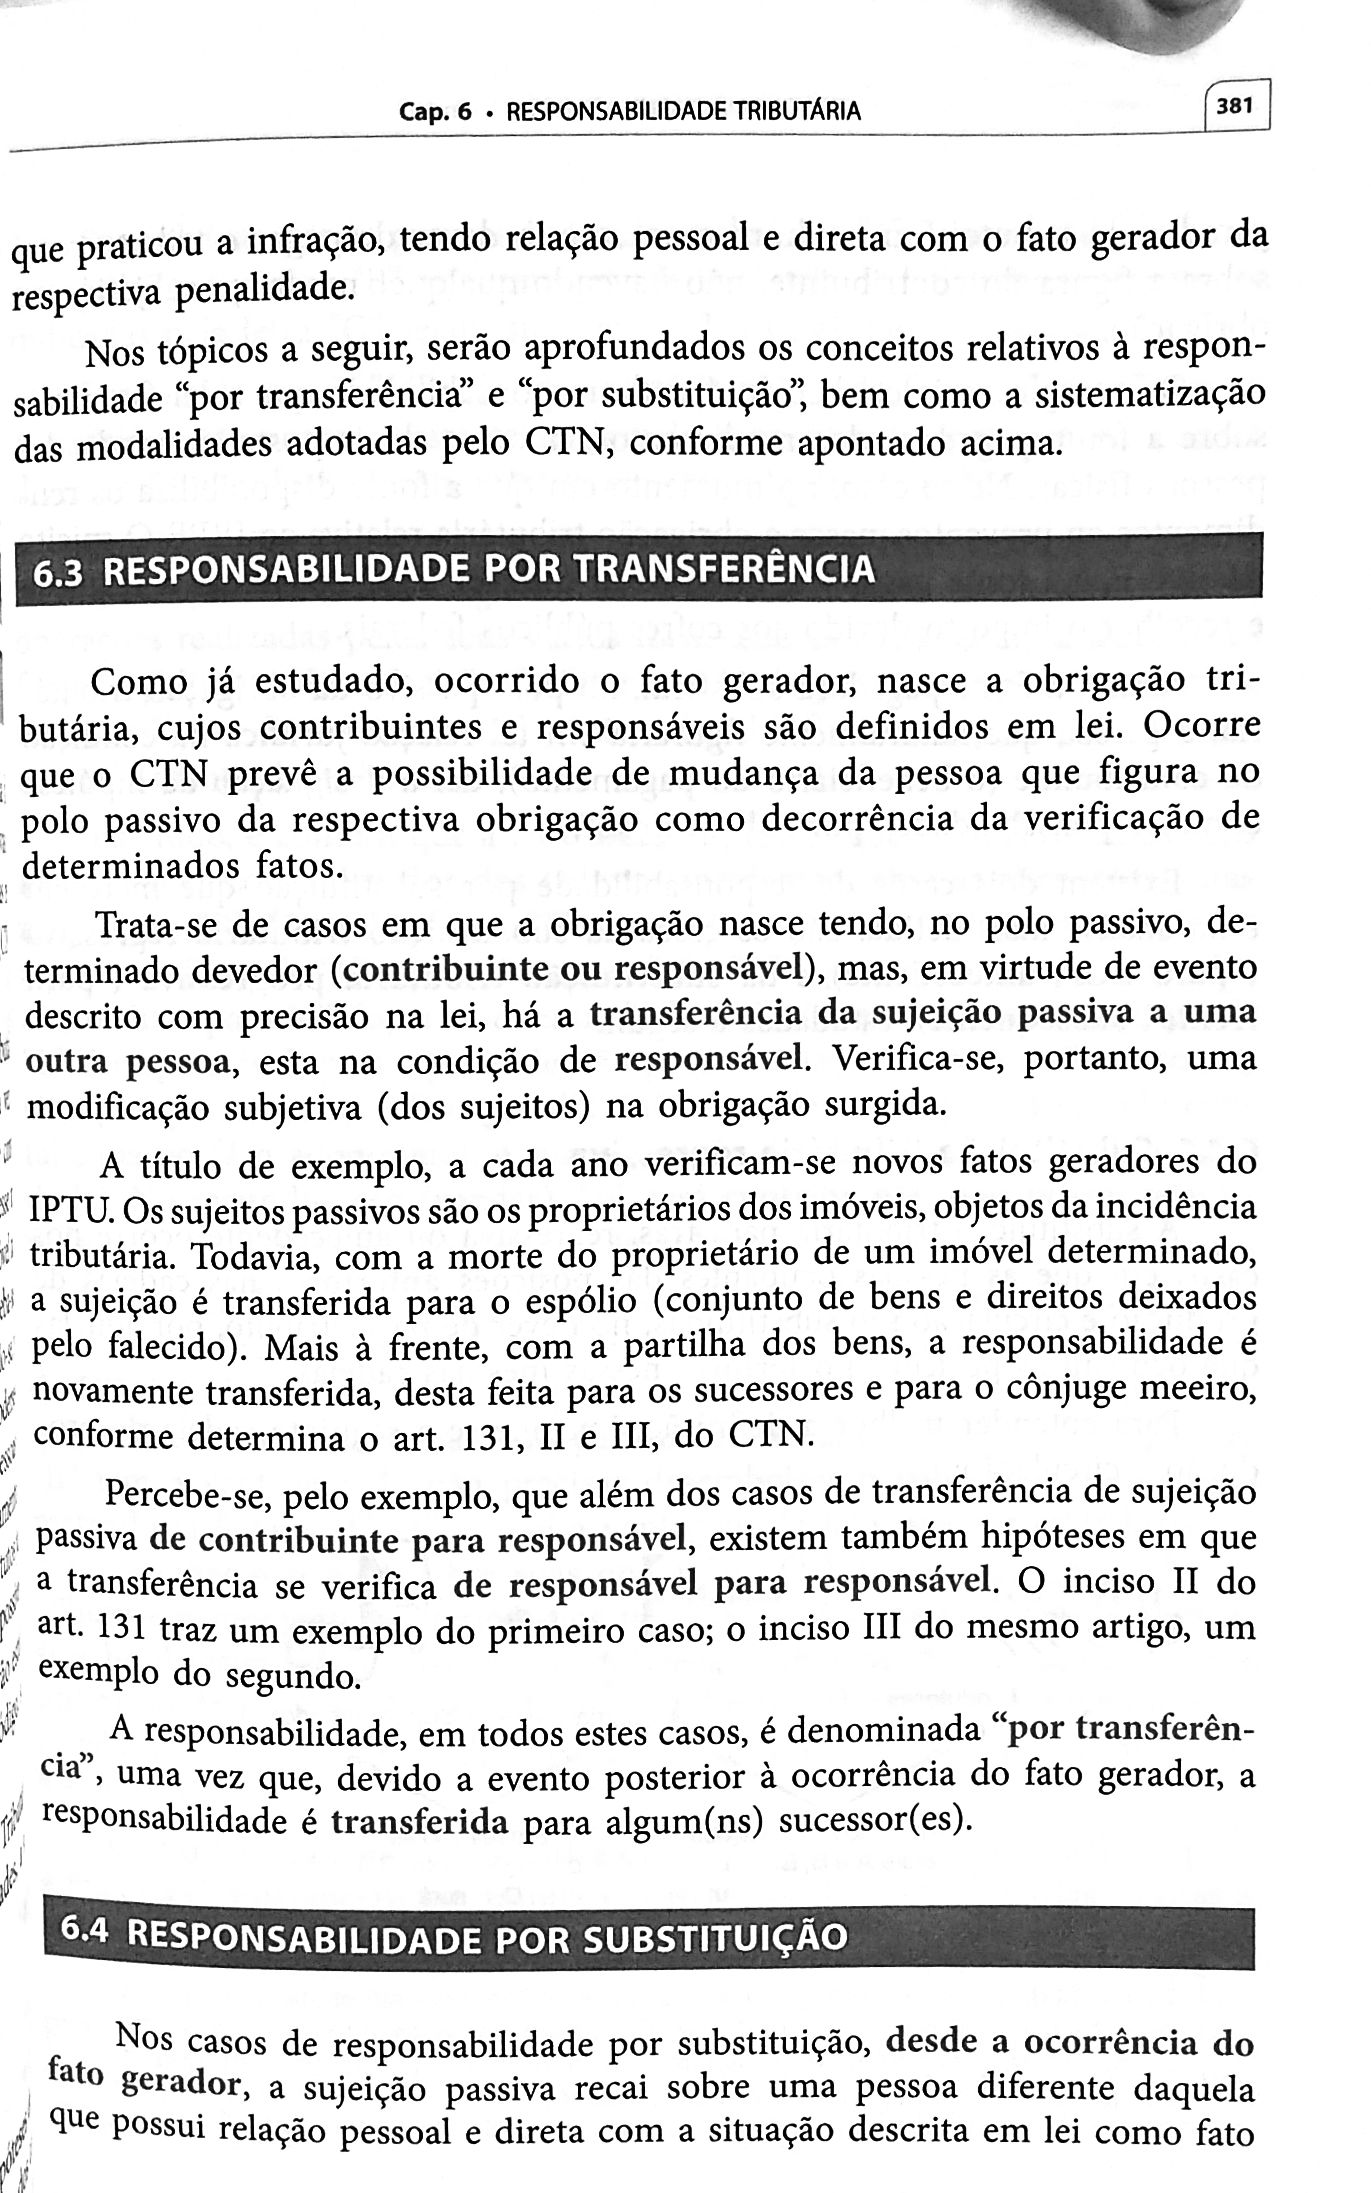 Cap. 6 • RESPONSABILIDADE TRIBUTÁRIA
381
que praticou a infração, tendo relação pessoal e direta com o fato gerador da
respectiva penalidade.
Nos tópicos a seguir, serão aprofundados os conceitos relativos à respon-
sabilidade “por transferência” e “por substituição”, bem como a sistematização
das modalidades adotadas pelo CTN, conforme apontado acima.
6.3 RESPONSABILIDADE POR TRANSFERÊNCIA
Como já estudado, ocorrido o fato gerador, nasce a obrigação tri-
butária, cujos contribuintes e responsáveis são definidos em lei. Ocorre
que o CTN prevê a possibilidade de mudança da pessoa que figura no
polo passivo da respectiva obrigação como decorrência da verificação de
determinados fatos.
Trata-se de casos em que a obrigação nasce tendo, no polo passivo, de-
terminado devedor (contribuinte ou responsável), mas, em virtude de evento
descrito com precisão na lei, há a transferência da sujeição passiva a uma
outra pessoa, esta na condição de responsável. Verifica-se, portanto, uma
modificação subjetiva (dos sujeitos) na obrigação surgida.
A título de exemplo, a cada ano verificam-se novos fatos geradores do
IPTU. Os sujeitos passivos são os proprietários dos imóveis, objetos da incidência
tributária. Todavia, com a morte do proprietário de um imóvel determinado,
a sujeição é transferida para o espólio (conjunto de bens e direitos deixados
pelo falecido). Mais à frente, com a partilha dos bens, a responsabilidade é
novamente transferida, desta feita para os sucessores e para o cônjuge meeiro,
conforme determina o art. 131, II e III, do CTN.
Percebe-se, pelo exemplo, que além dos casos de transferência de sujeição
passiva de contribuinte para responsável, existem também hipóteses em que
a transferência se verifica de responsável para responsável. O inciso II do
art. 131 traz um exemplo do primeiro caso; o inciso III do mesmo artigo, um
exemplo do segundo.
A responsabilidade, em todos estes casos, é denominada “por transferên-
cia”, uma vez que, devido a evento posterior à ocorrência do fato gerador, a
responsabilidade é transferida para algum(ns) sucessor(es).
6.4 RESPONSABILIDADE POR SUBSTITUIÇÃO
Nos casos de responsabilidade por substituição, desde a ocorrência do
fato gerador, a sujeição passiva recai sobre uma pessoa diferente daquela
que possui relação pessoal e direta com a situação descrita em lei como fato